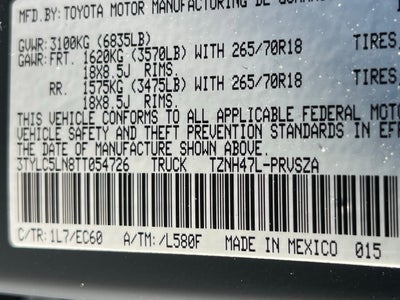 MFD.BY: TOYOTA MOTOR MANUFACTURING DE
GVWR: 3100KG (6835LB)
GAWR: FRT. 1620KG (3570LB) WITH 265/70R18 TIRES,
18X8.5J RIMS.
RR. 1575KG (3475LB) WITH 265/70R18 TIRES,
18X8.5J RIMS.
THIS VEHICLE CONFORMS TO ALL APPLICABLE FEDERAL MOTO
VEHICLE SAFETY AND THEFT PREVENTION STANDARDS IN EFF
THE DATE OF MANUFACTURE SHOWN ABOVE.
3TYLC5LN8TT054726 TRUCK TZNH47L-PRVSZA
C/TR: 1L7/EC60 A/TM: /L580F MADE IN MEXICO 015